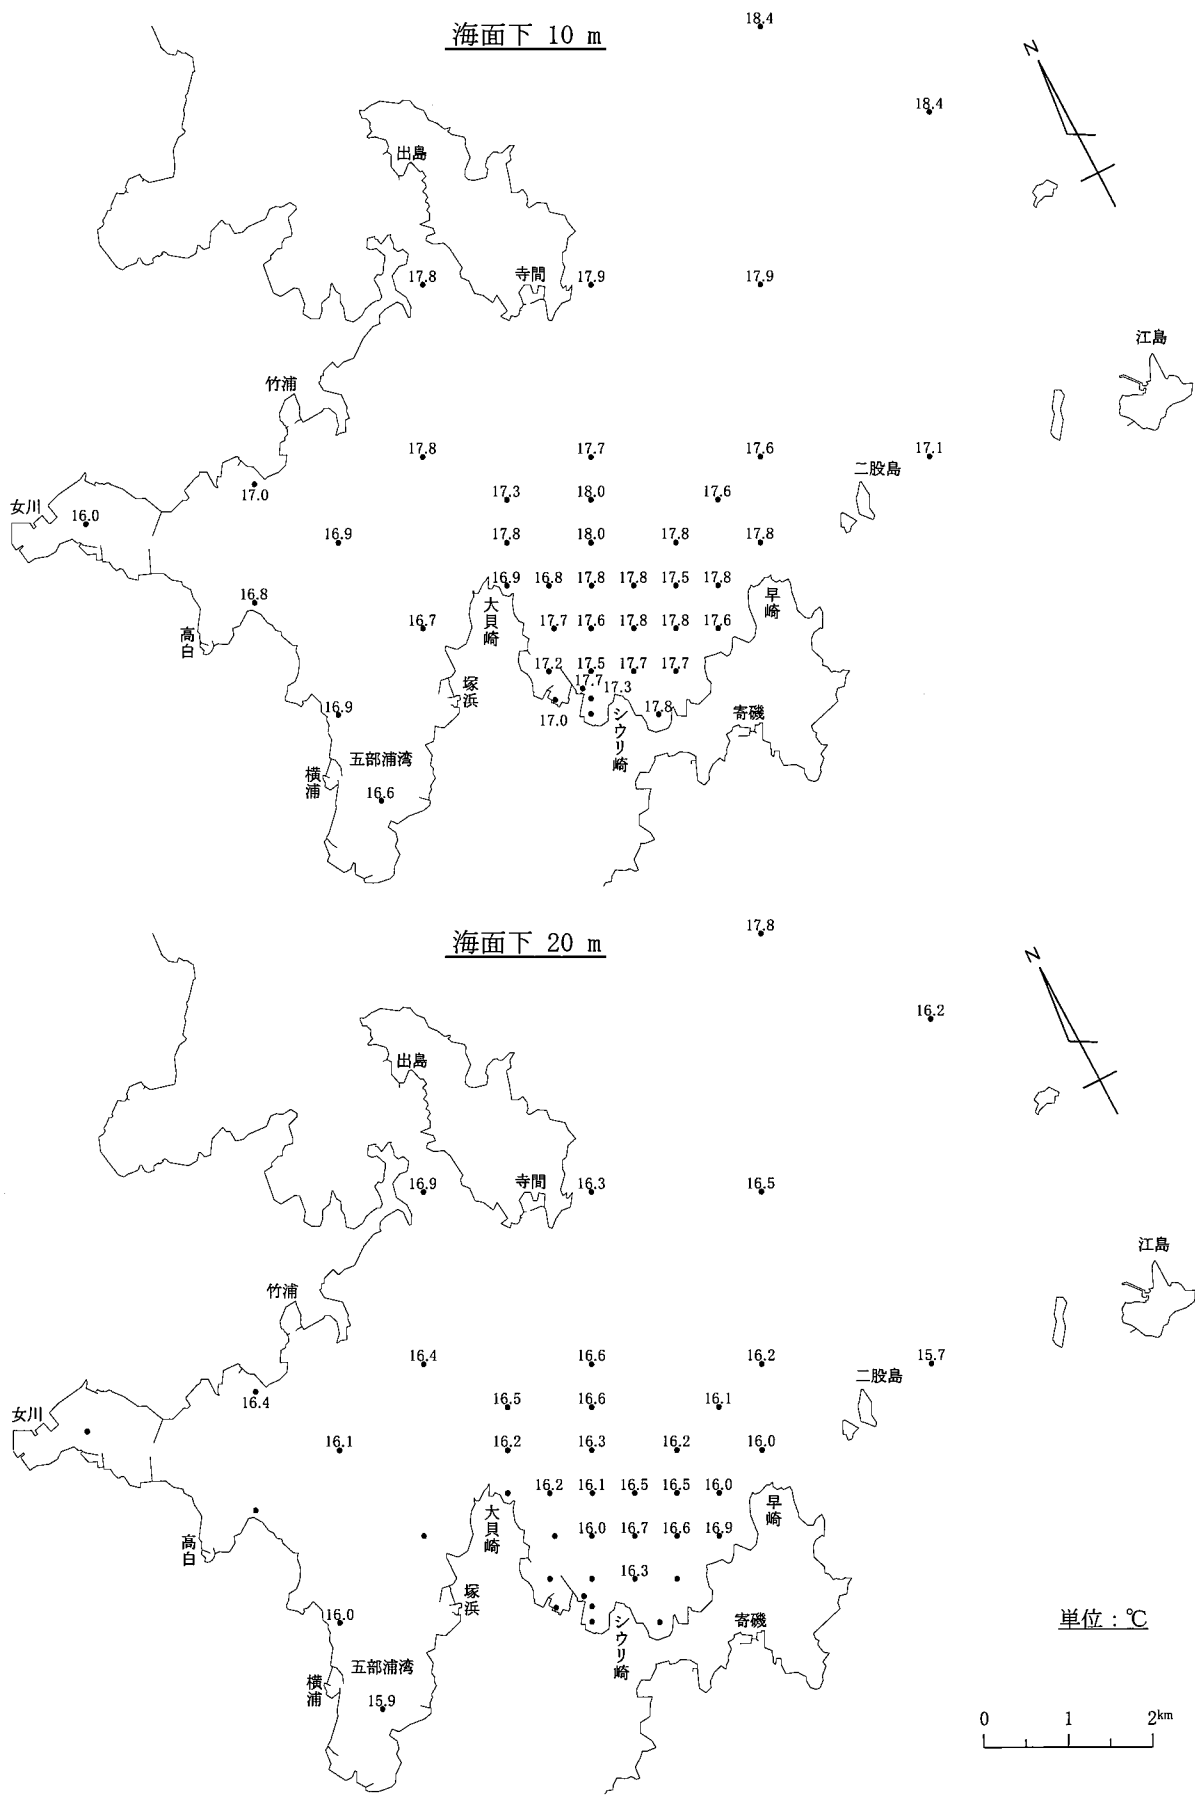 海面下 10 m
18.4
N
18.4
出島
17.8
寺間
17.9
17.9
江島
竹浦
17.8
17.7
17.6
17.1
二股島
女川
16.0
17.0
17.3
18.0
17.6
16.9
17.8
18.0
17.8
17.8
16.9
16.8
17.8
17.8
17.5
17.8
16.8
高白
16.7
大貝崎
17.7
17.6
17.8
17.8
17.6
早崎
17.2
17.5
17.7
17.7
塚浜
17.7
17.3
17.0
シウリ崎
17.8
寄磯
16.9
五部浦湾
横浦
16.6
海面下 20 m
17.8
N
16.2
出島
16.9
寺間
16.3
16.5
江島
竹浦
16.4
16.6
16.2
15.7
二股島
女川
16.4
16.5
16.6
16.1
16.1
16.2
16.3
16.2
16.0
16.2
16.1
16.5
16.5
16.0
高白
大貝崎
16.0
16.7
16.6
16.9
早崎
16.3
塚浜
シウリ崎
寄磯
16.0
単位：℃
五部浦湾
横浦
15.9
0 1 2km